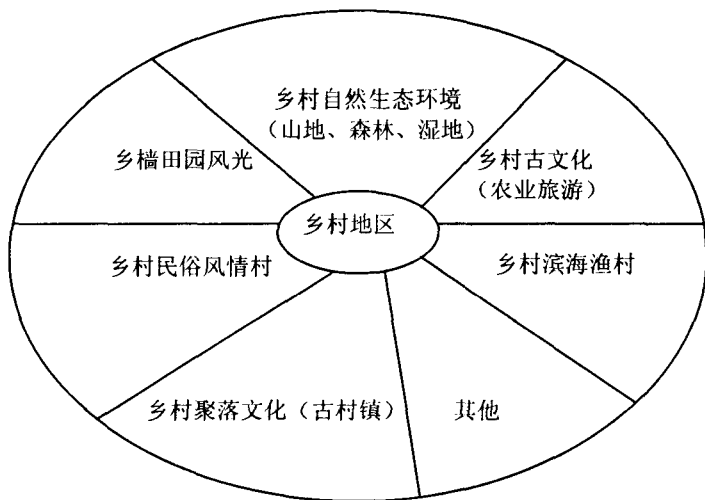 乡村自然生态环境
（山地、森林、湿地）
乡樯田园风光
乡村古文化
（农业旅游）
乡村地区
乡村民俗风情村
乡村滨海渔村
乡村聚落文化（古村镇）
其他